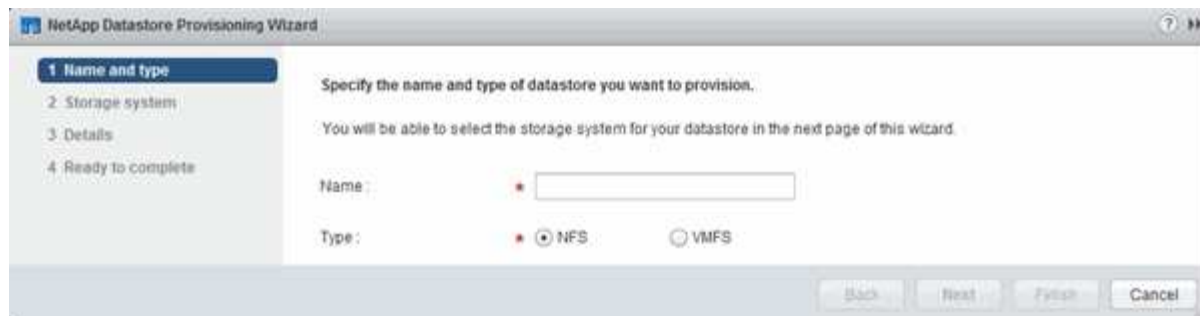 NetApp Datastore Provisioning Wizard
?
1 Name and type
2 Storage system
3 Details
4 Ready to complete
Specify the name and type of datastore you want to provision.
You will be able to select the storage system for your datastore in the next page of this wizard.
Name :
*
Type :
* NFS VMFS
Back Next Finish Cancel